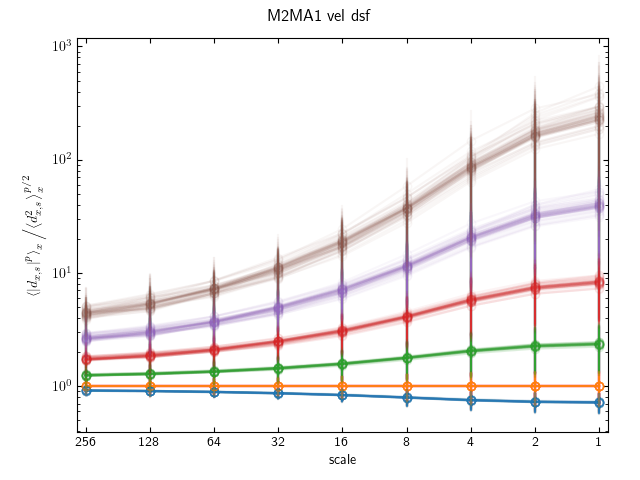 M2MA1 vel dsf
10³
10²
10¹
10⁰
⟨|d_{x,s}|^p⟩_x / ⟨d²_{x,s}⟩_x^{p/2}
256 128 64 32 16 8 4 2 1
scale